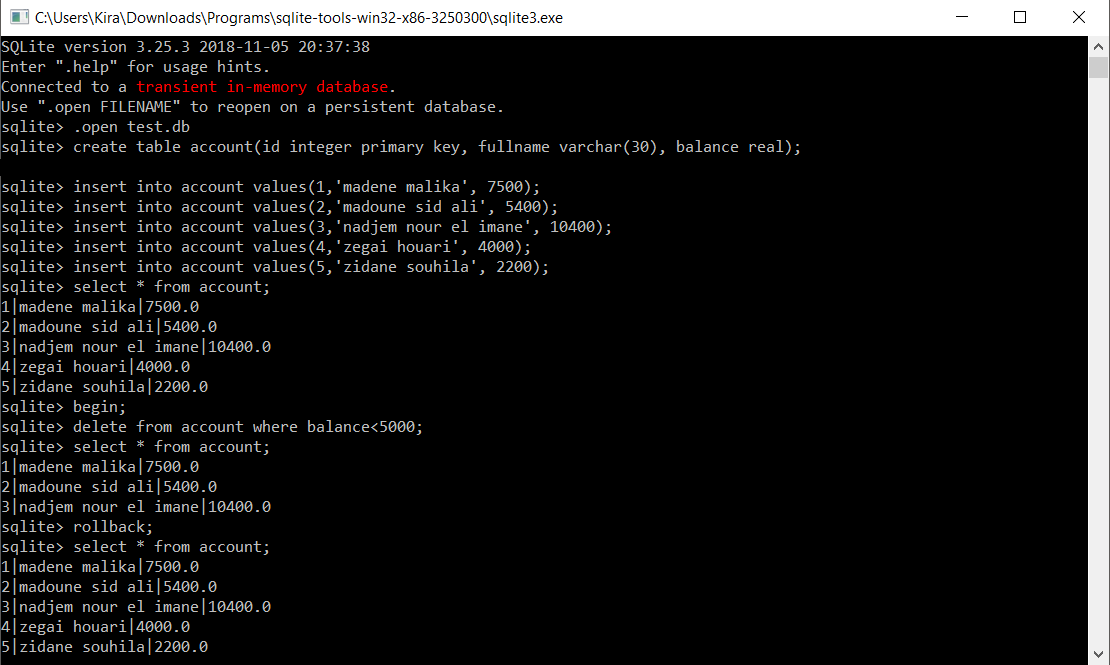 C:\Users\Kira\Downloads\Programs\sqlite-tools-win32-x86-3250300\sqlite3.exe
SQLite version 3.25.3 2018-11-05 20:37:38
Enter ".help" for usage hints.
Connected to a transient in-memory database.
Use ".open FILENAME" to reopen on a persistent database.
sqlite> .open test.db
sqlite> create table account(id integer primary key, fullname varchar(30), balance real);
sqlite> insert into account values(1,'madene malika', 7500);
sqlite> insert into account values(2,'madoune sid ali', 5400);
sqlite> insert into account values(3,'nadjem nour el imane', 10400);
sqlite> insert into account values(4,'zegai houari', 4000);
sqlite> insert into account values(5,'zidane souhila', 2200);
sqlite> select * from account;
1|madene malika|7500.0
2|madoune sid ali|5400.0
3|nadjem nour el imane|10400.0
4|zegai houari|4000.0
5|zidane souhila|2200.0
sqlite> begin;
sqlite> delete from account where balance<5000;
sqlite> select * from account;
1|madene malika|7500.0
2|madoune sid ali|5400.0
3|nadjem nour el imane|10400.0
sqlite> rollback;
sqlite> select * from account;
1|madene malika|7500.0
2|madoune sid ali|5400.0
3|nadjem nour el imane|10400.0
4|zegai houari|4000.0
5|zidane souhila|2200.0